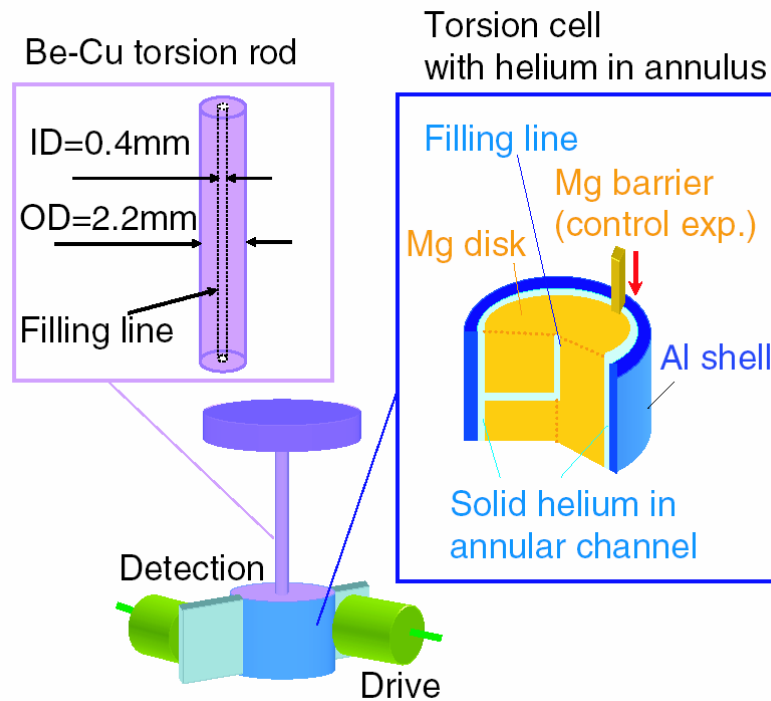 Be-Cu torsion rod
ID=0.4mm
OD=2.2mm
Filling line
Torsion cell
with helium in annulus
Filling line
Mg barrier
(control exp.)
Mg disk
Al shell
Solid helium in
annular channel
Detection
Drive